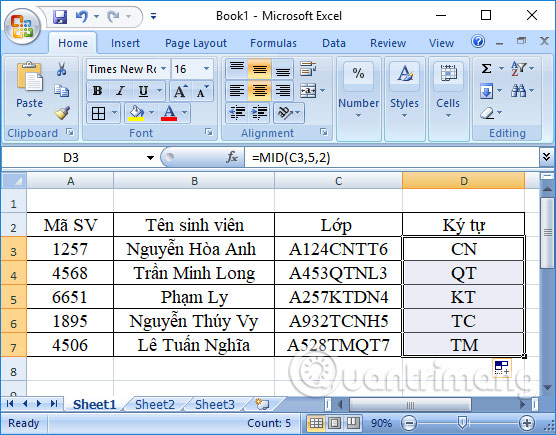 Book1 - Microsoft Excel
Home Insert Page Layout Formulas Data Review View
Paste
Times New Ro 16
B I U A A
% Σ
Number Styles Cells
Clipboard Font Alignment Editing
D3 fx =MID(C3,5,2)
A B C D
1
2 Mã SV Tên sinh viên Lớp Ký tự
3 1257 Nguyễn Hòa Anh A124CNTT6 CN
4 4568 Trần Minh Long A453QTNL3 QT
5 6651 Phạm Ly A257KTDN4 KT
6 1895 Nguyễn Thúy Vy A932TCNH5 TC
7 4506 Lê Tuấn Nghĩa A528TMQT7 TM
8
Quantrimang
Sheet1 Sheet2 Sheet3
Ready Count: 5 90%